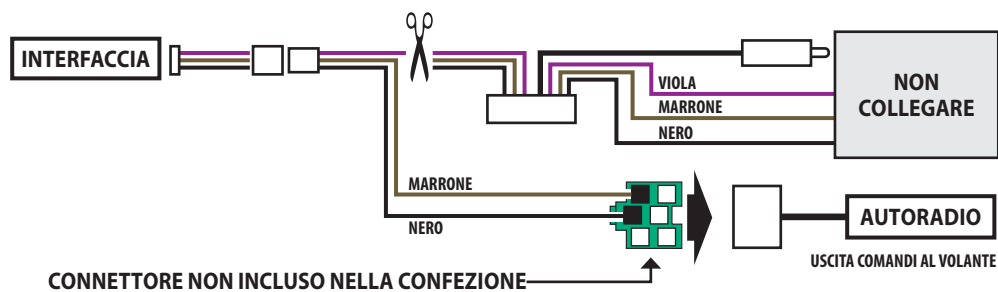 INTERFACCIA
VIOLA
MARRONE
NERO
NON
COLLEGARE
MARRONE
NERO
AUTORADIO
USCITA COMANDI AL VOLANTE
CONNETTORE NON INCLUSO NELLA CONFEZIONE